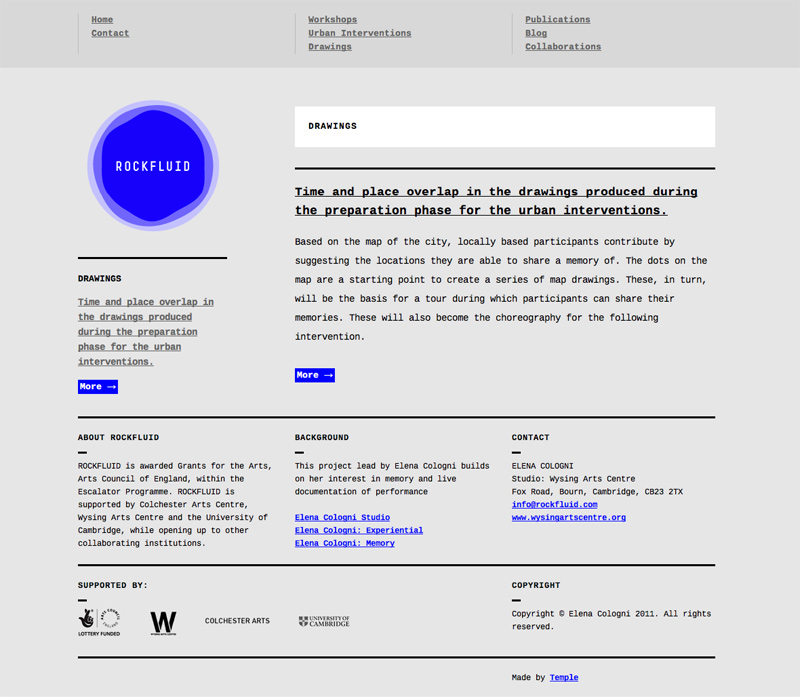 Home
Contact
Workshops
Urban Interventions
Drawings
Publications
Blog
Collaborations
ROCKFLUID
DRAWINGS
Time and place overlap in
the drawings produced
during the preparation
phase for the urban
interventions.
More →
DRAWINGS
Time and place overlap in the drawings produced during
the preparation phase for the urban interventions.
Based on the map of the city, locally based participants contribute by
suggesting the locations they are able to share a memory of. The dots on the
map are a starting point to create a series of map drawings. These, in turn,
will be the basis for a tour during which participants can share their
memories. These will also become the choreography for the following
intervention.
More →
ABOUT ROCKFLUID
ROCKFLUID is awarded Grants for the Arts,
Arts Council of England, within the
Escalator Programme. ROCKFLUID is
supported by Colchester Arts Centre,
Wysing Arts Centre and the University of
Cambridge, while opening up to other
collaborating institutions.
BACKGROUND
This project lead by Elena Cologni builds
on her interest in memory and live
documentation of performance
Elena Cologni Studio
Elena Cologni: Experiential
Elena Cologni: Memory
CONTACT
ELENA COLOGNI
Studio: Wysing Arts Centre
Fox Road, Bourn, Cambridge, CB23 2TX
info@rockfluid.com
www.wysingartscentre.org
SUPPORTED BY:
ARTS COUNCIL
ENGLAND
LOTTERY FUNDED
W
COLCHESTER ARTS
UNIVERSITY OF
CAMBRIDGE
COPYRIGHT
Copyright © Elena Cologni 2011. All rights
reserved.
Made by Temple